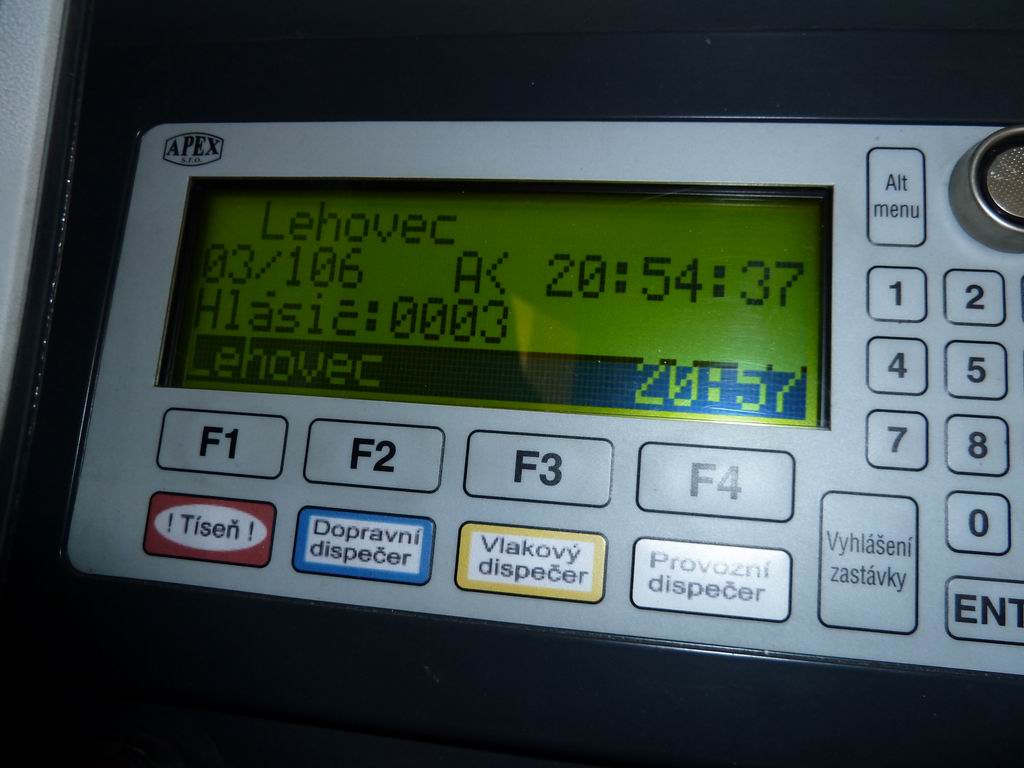 APEX
s.r.o.
Lehovec
03/106 A< 20:54:37
Hlásič:0003
Lehovec 20:57
Alt
menu
1 2
4 5
7 8
0
F1 F2 F3 F4
! Tíseň !
Dopravní
dispečer
Vlakový
dispečer
Provozní
dispečer
Vyhlášení
zastávky
ENT